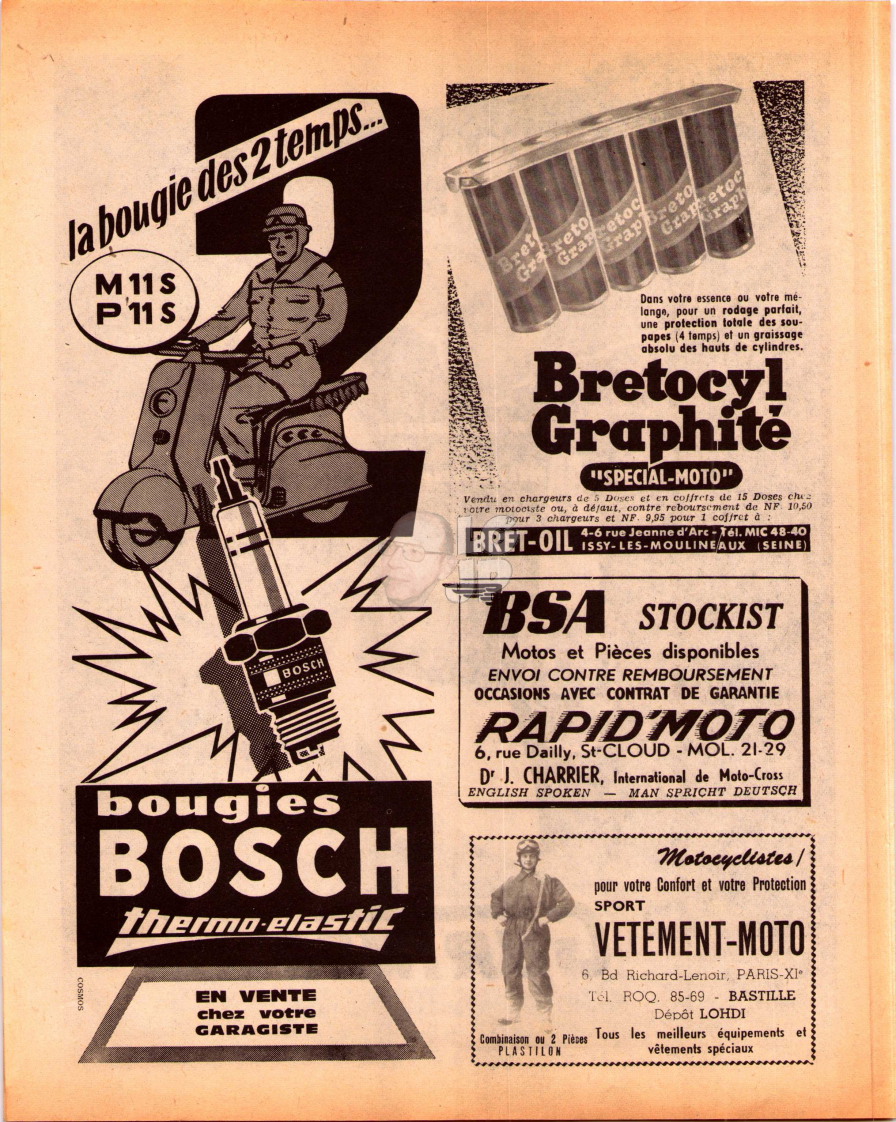 la bougie des 2 temps...
M 11 S
P 11 S
BOSCH
bougies
BOSCH
thermo-elastic
EN VENTE
chez votre
GARAGISTE
COSMOS
Dans votre essence ou votre mé-
lange, pour un rodage parfait,
une protection totale des sou-
papes (4 temps) et un graissage
absolu des hauts de cylindres.
Bretocyl
Graphité
"SPECIAL-MOTO"
Vendu en chargeurs de 5 Doses et en coffrets de 15 Doses chez
votre motociste ou, à défaut, contre remboursement de NF. 10,50
pour 3 chargeurs et NF. 9,95 pour 1 coffret à :
BRET-OIL 4-6 rue Jeanne d'Arc - Tél. MIC 48-40
ISSY-LES-MOULINEAUX (SEINE)
BSA STOCKIST
Motos et Pièces disponibles
ENVOI CONTRE REMBOURSEMENT
OCCASIONS AVEC CONTRAT DE GARANTIE
RAPID'MOTO
6, rue Dailly, St-CLOUD - MOL. 21-29
Dr J. CHARRIER, International de Moto-Cross
ENGLISH SPOKEN — MAN SPRICHT DEUTSCH
Motocyclistes!
pour votre Confort et votre Protection
SPORT
VETEMENT-MOTO
6, Bd Richard-Lenoir, PARIS-XIe
Tél. ROQ. 85-69 - BASTILLE
Dépôt LOHDI
Tous les meilleurs équipements et
vêtements spéciaux
Combinaison ou 2 Pièces
PLASTILON